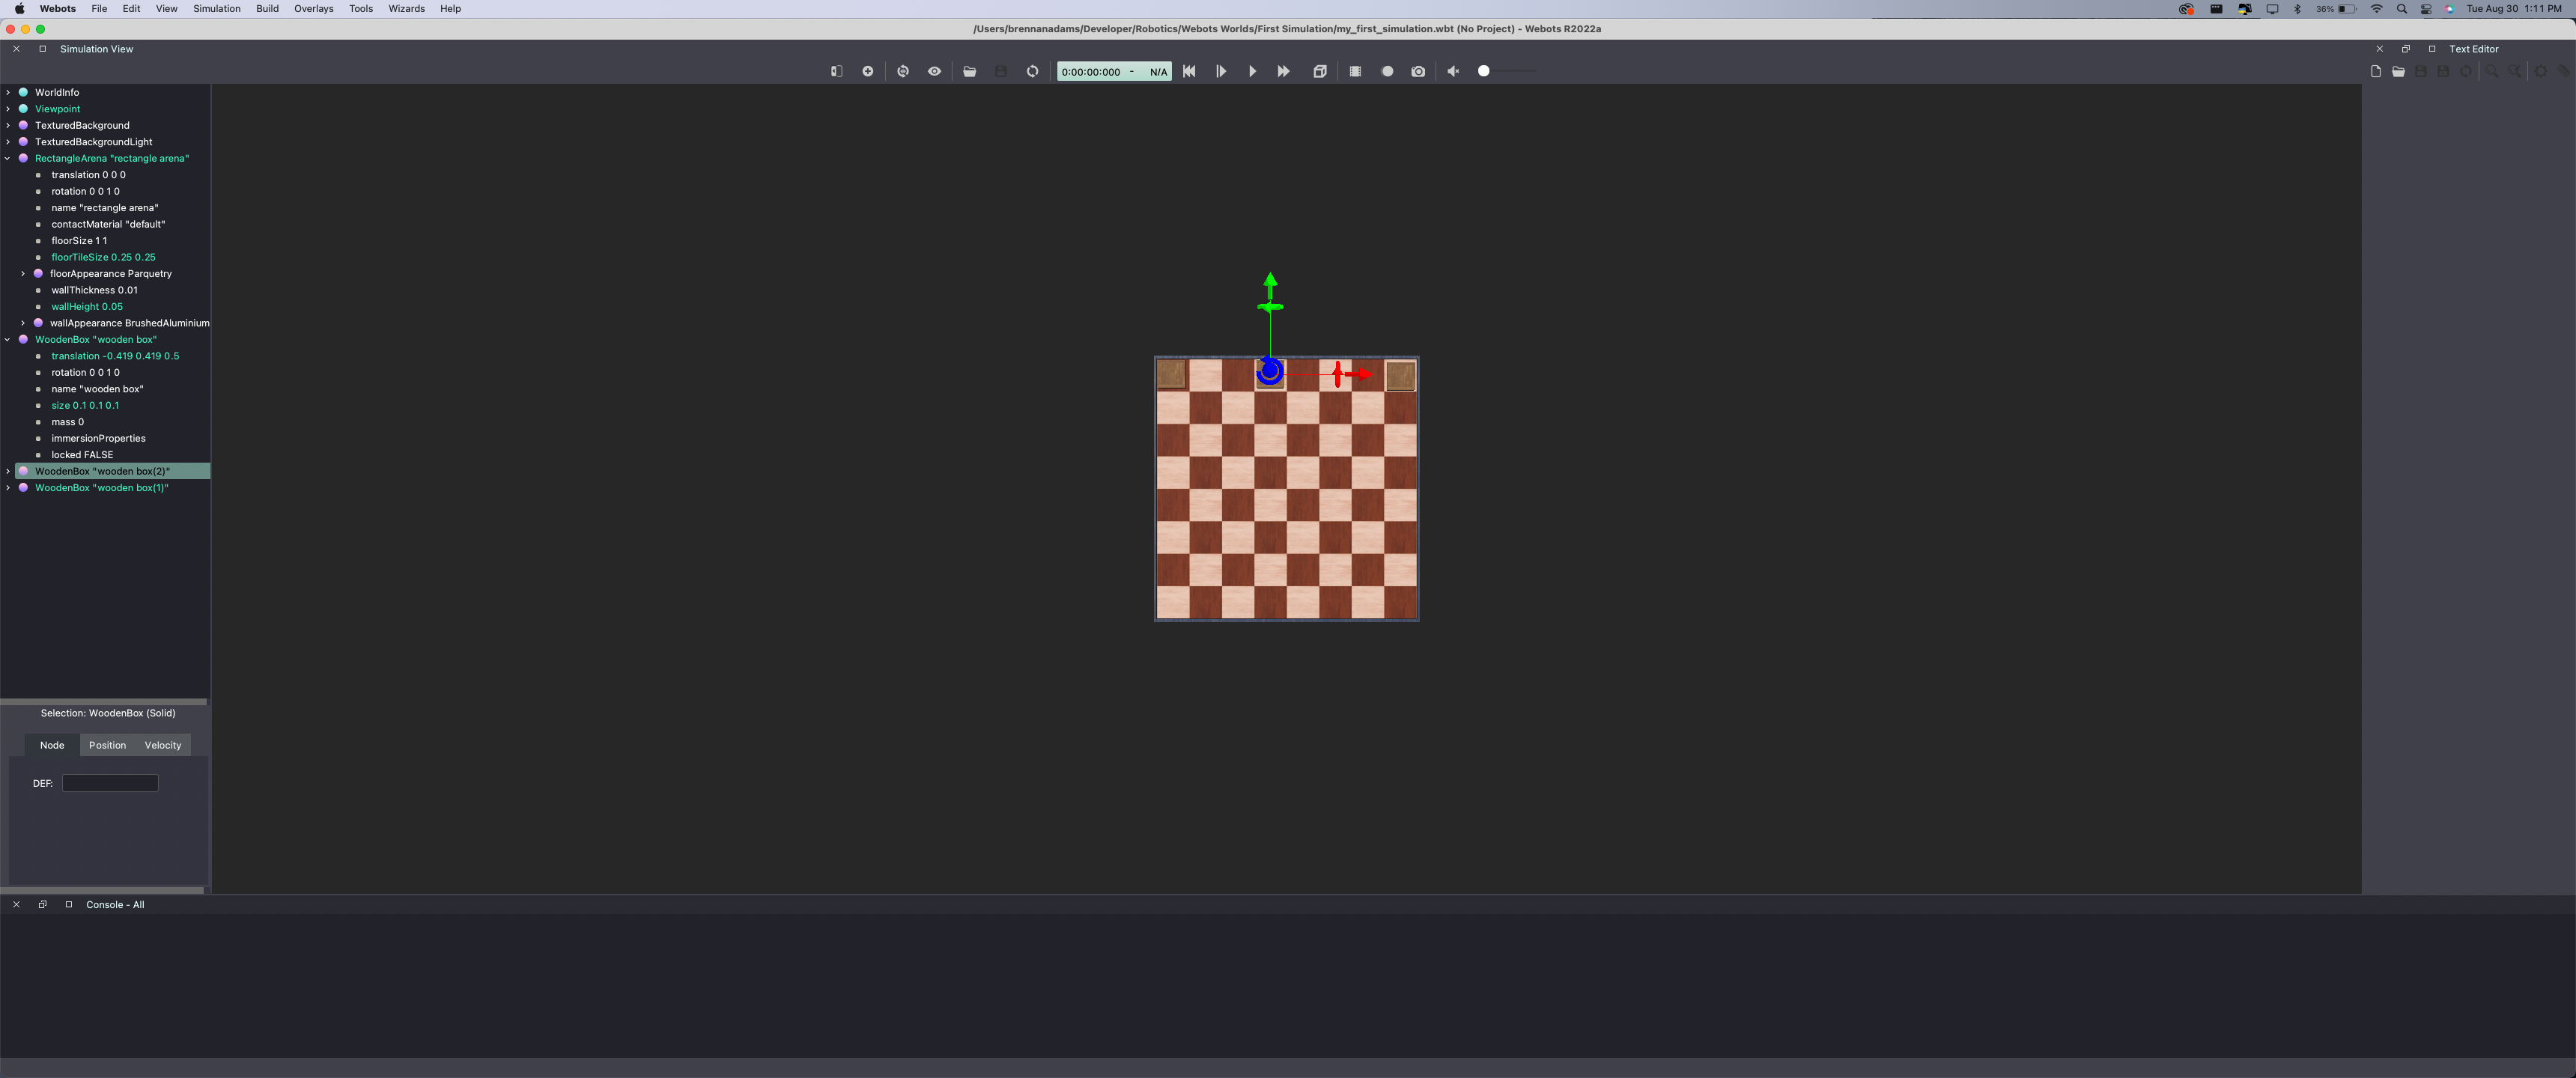 Webots File Edit View Simulation Build Overlays Tools Wizards Help 36% Tue Aug 30 1:11 PM
/Users/brennanadams/Developer/Robotics/Webots Worlds/First Simulation/my_first_simulation.wbt (No Project) - Webots R2022a
Simulation View
Text Editor
0:00:00:000 - N/A
WorldInfo
Viewpoint
TexturedBackground
TexturedBackgroundLight
RectangleArena "rectangle arena"
translation 0 0 0
rotation 0 0 1 0
name "rectangle arena"
contactMaterial "default"
floorSize 1 1
floorTileSize 0.25 0.25
floorAppearance Parquetry
wallThickness 0.01
wallHeight 0.05
wallAppearance BrushedAluminium
WoodenBox "wooden box"
translation -0.419 0.419 0.5
rotation 0 0 1 0
name "wooden box"
size 0.1 0.1 0.1
mass 0
immersionProperties
locked FALSE
WoodenBox "wooden box(2)"
WoodenBox "wooden box(1)"
Selection: WoodenBox (Solid)
Node Position Velocity
DEF:
Console - All